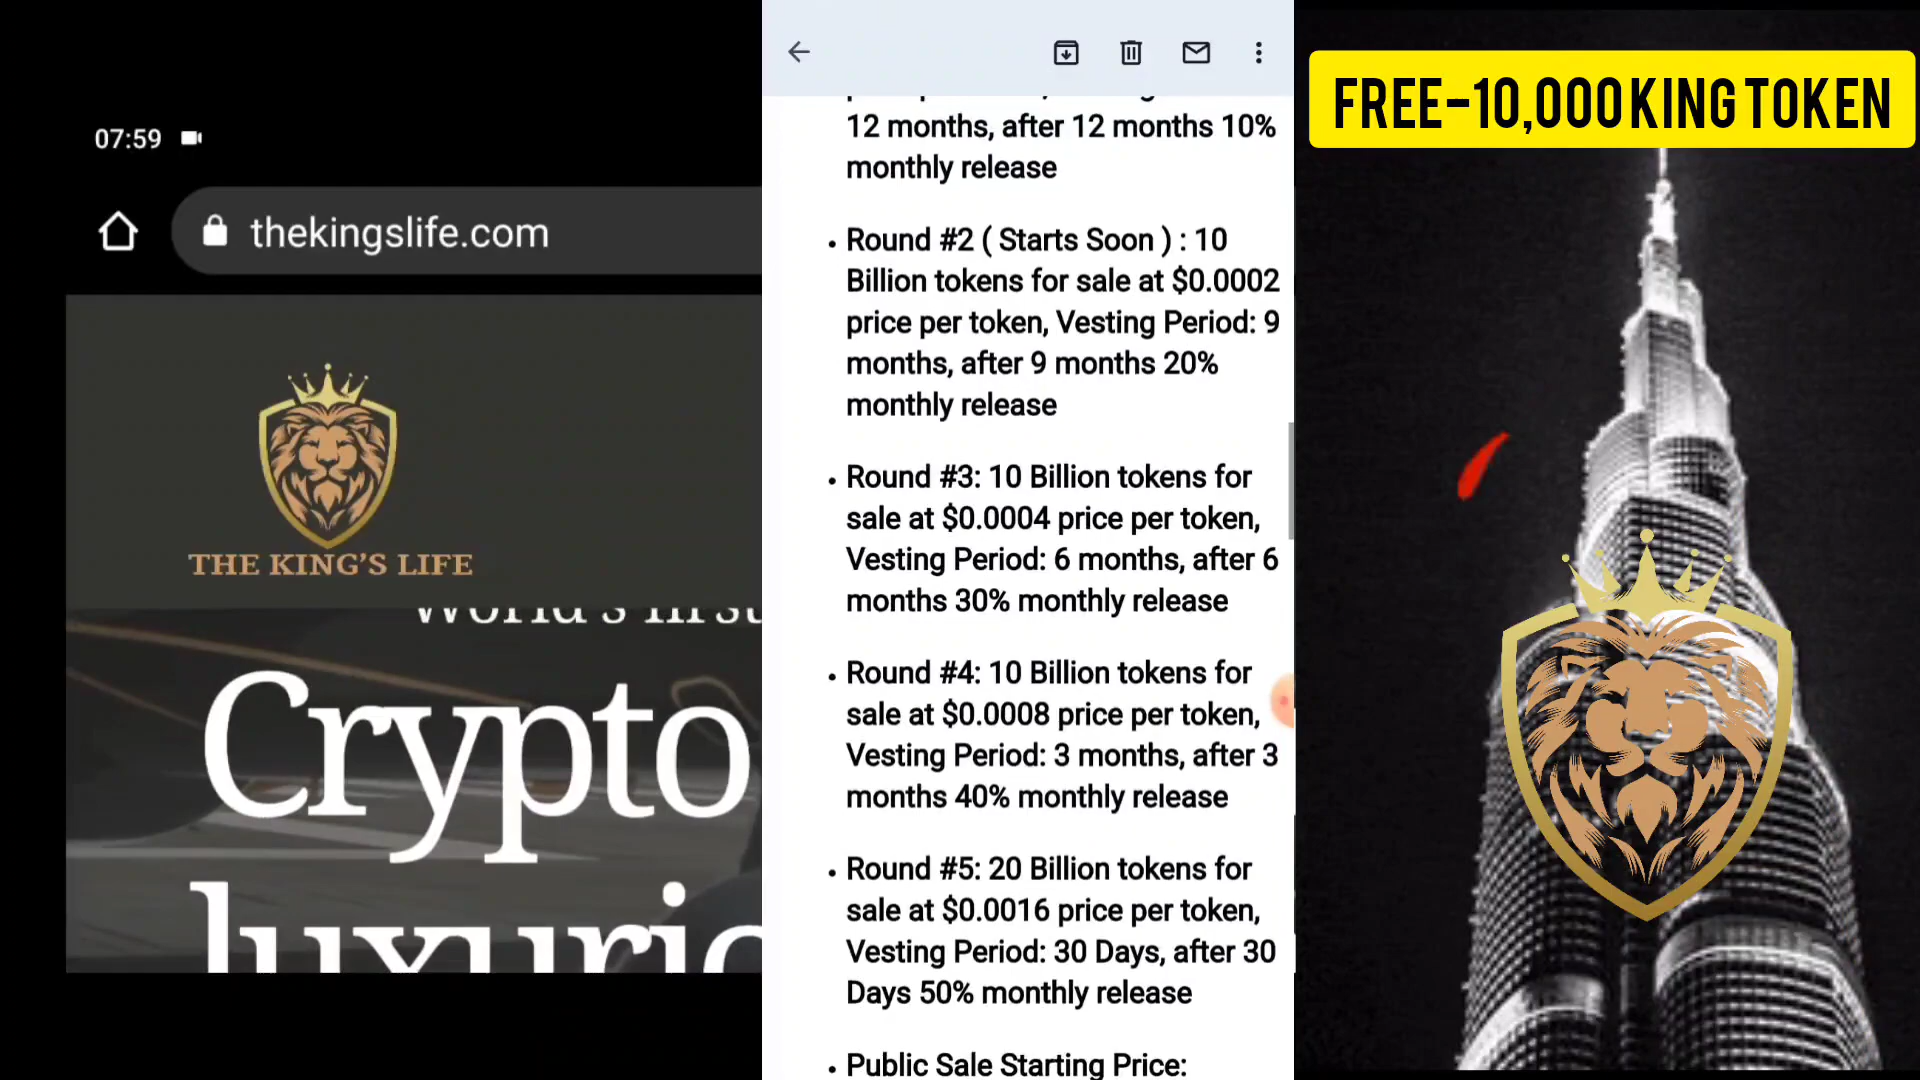 07:59
thekingslife.com
THE KING'S LIFE
World's first
Crypto
12 months, after 12 months 10%
monthly release
• Round #2 ( Starts Soon ) : 10
Billion tokens for sale at $0.0002
price per token, Vesting Period: 9
months, after 9 months 20%
monthly release
• Round #3: 10 Billion tokens for
sale at $0.0004 price per token,
Vesting Period: 6 months, after 6
months 30% monthly release
• Round #4: 10 Billion tokens for
sale at $0.0008 price per token,
Vesting Period: 3 months, after 3
months 40% monthly release
• Round #5: 20 Billion tokens for
sale at $0.0016 price per token,
Vesting Period: 30 Days, after 30
Days 50% monthly release
• Public Sale Starting Price:
FREE-10,000 KING TOKEN